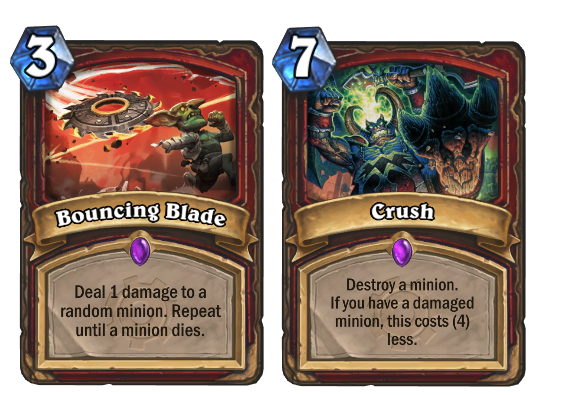 3
Bouncing Blade
Deal 1 damage to a
random minion. Repeat
until a minion dies.
7
Crush
Destroy a minion.
If you have a damaged
minion, this costs (4)
less.